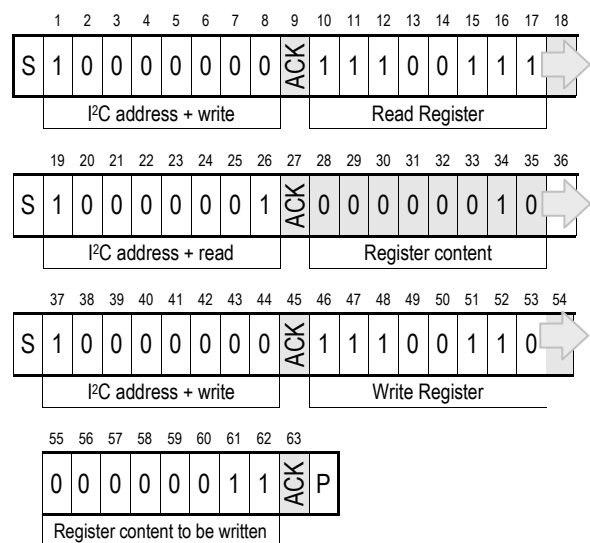 1 2 3 4 5 6 7 8 9 10 11 12 13 14 15 16 17 18
S 1 0 0 0 0 0 0 0 ACK 1 1 1 0 0 1 1 1
I²C address + write Read Register
19 20 21 22 23 24 25 26 27 28 29 30 31 32 33 34 35 36
S 1 0 0 0 0 0 0 1 ACK 0 0 0 0 0 0 1 0
I²C address + read Register content
37 38 39 40 41 42 43 44 45 46 47 48 49 50 51 52 53 54
S 1 0 0 0 0 0 0 0 ACK 1 1 1 0 0 1 1 0
I²C address + write Write Register
55 56 57 58 59 60 61 62 63
0 0 0 0 0 0 1 1 ACK P
Register content to be written